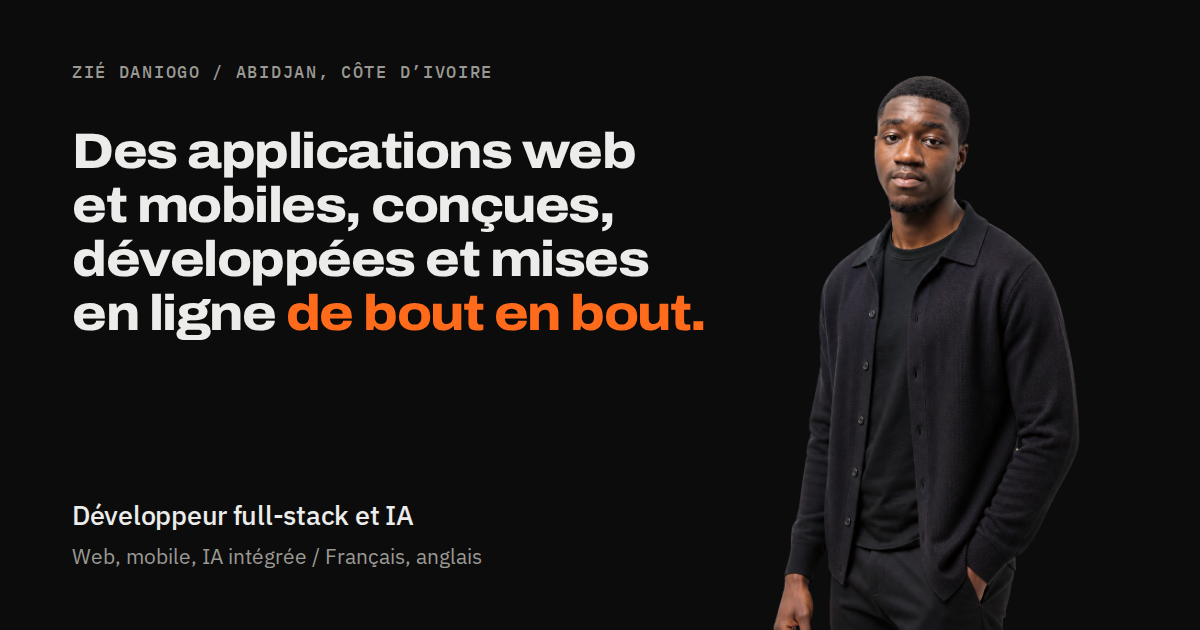 ZIÉ DANIOGO / ABIDJAN, CÔTE D’IVOIRE
Des applications web
et mobiles, conçues,
développées et mises
en ligne de bout en bout.
Développeur full-stack et IA
Web, mobile, IA intégrée / Français, anglais